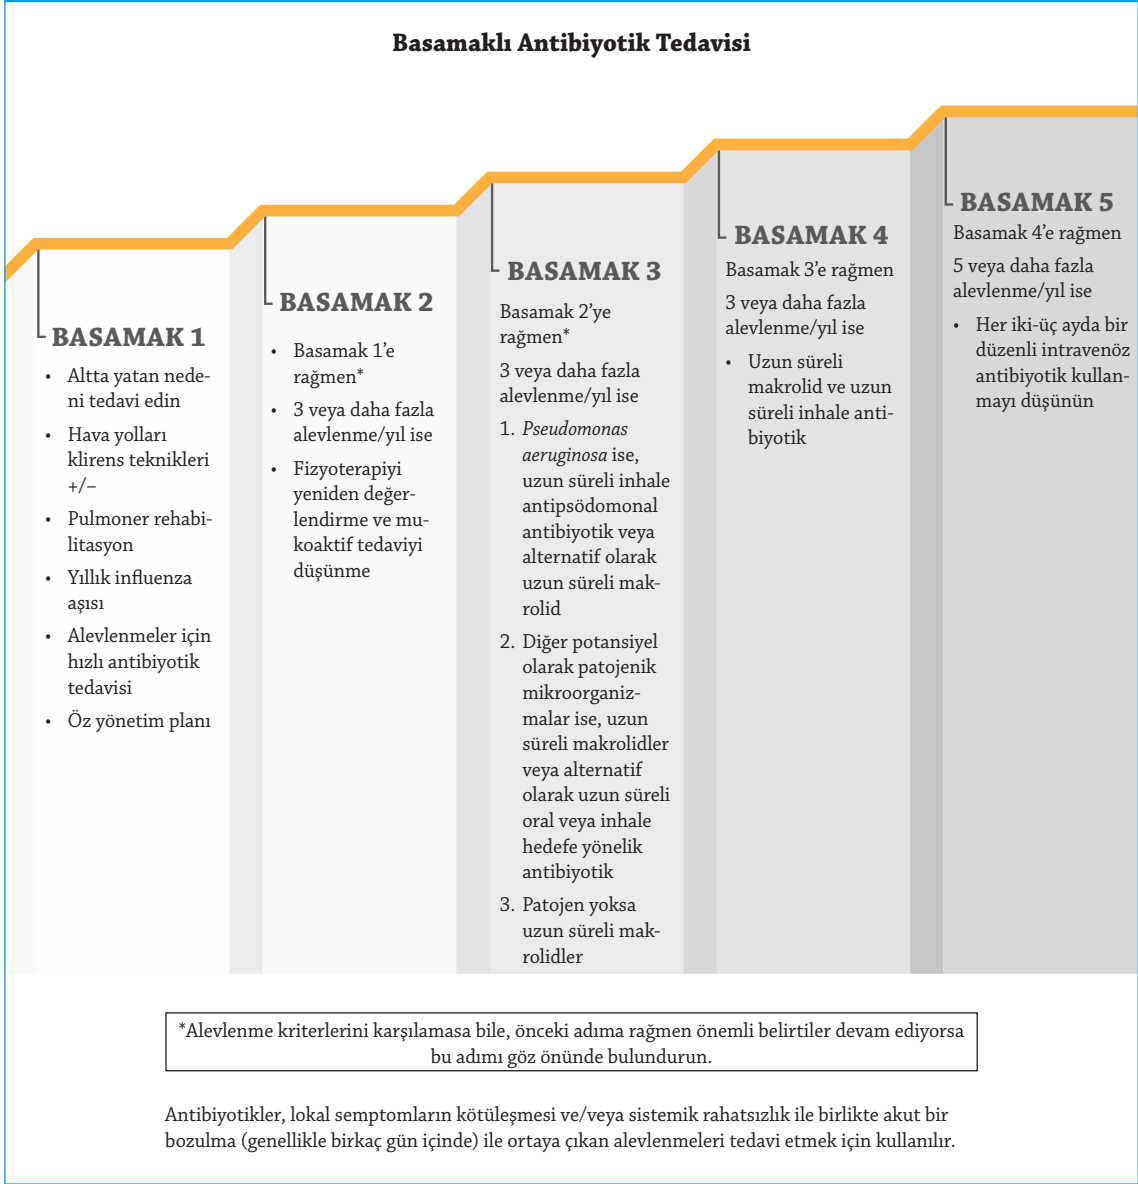 Basamaklı Antibiyotik Tedavisi
BASAMAK 1
• Altta yatan nede-
ni tedavi edin
• Hava yolları
klirens teknikleri
+/–
• Pulmoner rehabi-
litasyon
• Yıllık influenza
aşısı
• Alevlenmeler için
hızlı antibiyotik
tedavisi
• Öz yönetim planı
BASAMAK 2
• Basamak 1’e
rağmen*
• 3 veya daha fazla
alevlenme/yıl ise
• Fizyoterapiyi
yeniden değer-
lendirme ve mu-
koaktif tedaviyi
düşünme
BASAMAK 3
Basamak 2’ye
rağmen*
3 veya daha fazla
alevlenme/yıl ise
1. Pseudomonas
aeruginosa ise,
uzun süreli inhale
antipsödomonal
antibiyotik veya
alternatif olarak
uzun süreli mak-
rolid
2. Diğer potansiyel
olarak patojenik
mikroorganiz-
malar ise, uzun
süreli makrolidler
veya alternatif
olarak uzun süreli
oral veya inhale
hedefe yönelik
antibiyotik
3. Patojen yoksa
uzun süreli mak-
rolidler
BASAMAK 4
Basamak 3’e rağmen
3 veya daha fazla
alevlenme/yıl ise
• Uzun süreli
makrolid ve uzun
süreli inhale anti-
biyotik
BASAMAK 5
Basamak 4’e rağmen
5 veya daha fazla
alevlenme/yıl ise
• Her iki-üç ayda bir
düzenli intravenöz
antibiyotik kullan-
mayı düşünün
*Alevlenme kriterlerini karşılamasa bile, önceki adıma rağmen önemli belirtiler devam ediyorsa
bu adımı göz önünde bulundurun.
Antibiyotikler, lokal semptomların kötüleşmesi ve/veya sistemik rahatsızlık ile birlikte akut bir
bozulma (genellikle birkaç gün içinde) ile ortaya çıkan alevlenmeleri tedavi etmek için kullanılır.